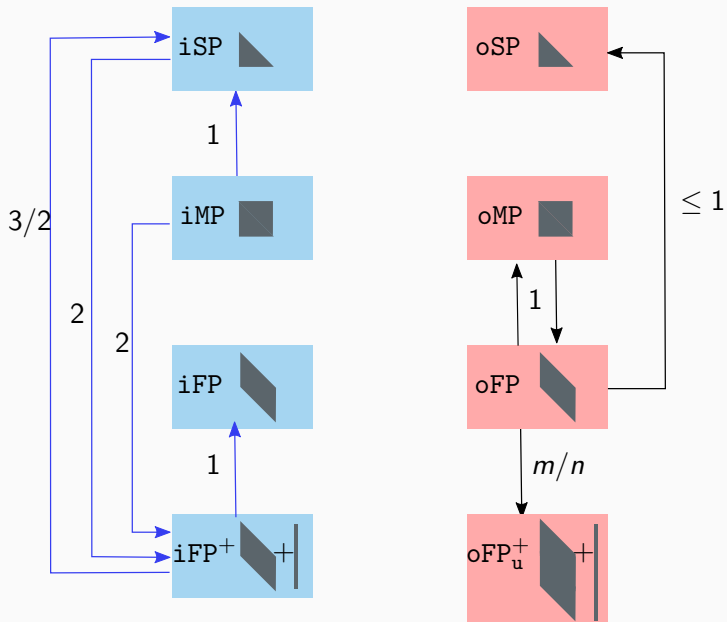 iSP
oSP
1
3/2
iMP
oMP
≤ 1
2
2
1
iFP
oFP
1
m/n
iFP⁺ +
oFP⁺ᵤ +